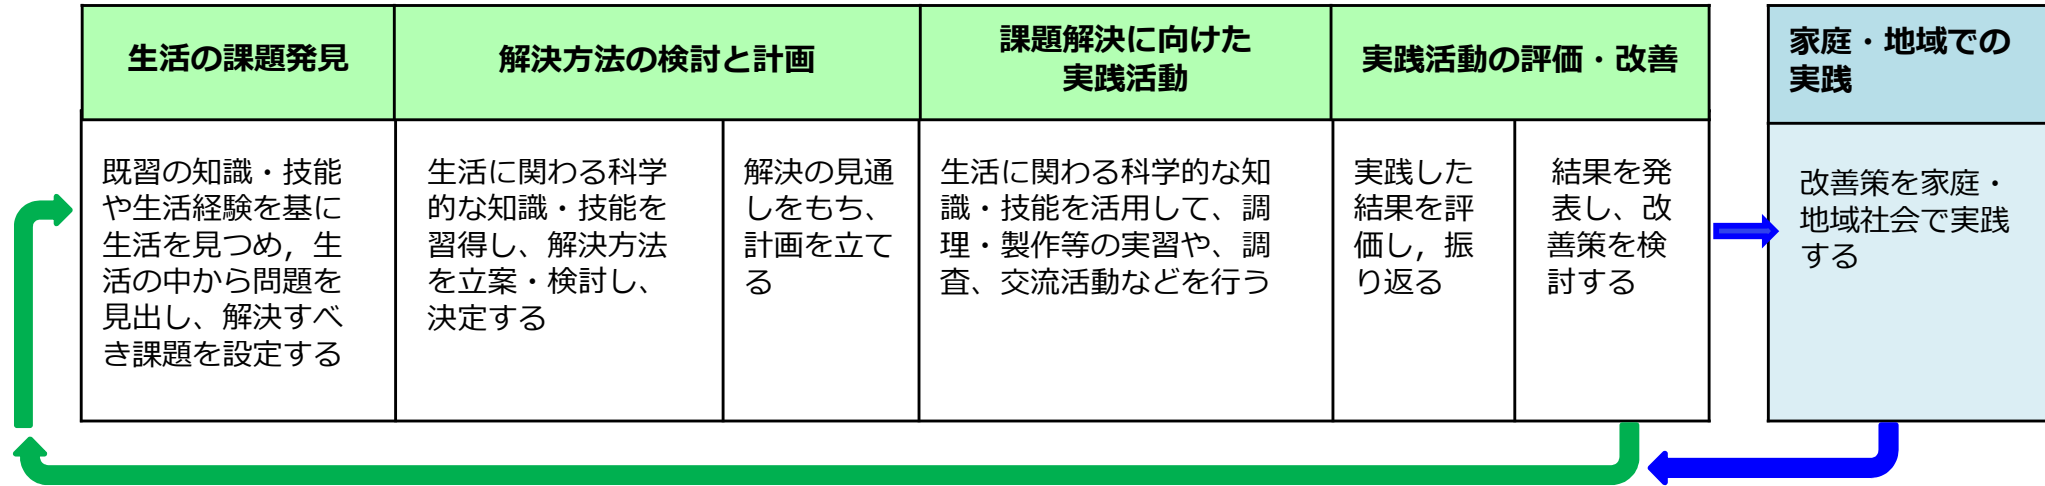 生活の課題発見
解決方法の検討と計画
課題解決に向けた
実践活動
実践活動の評価・改善
家庭・地域での
実践
既習の知識・技能
や生活経験を基に
生活を見つめ，生
活の中から問題を
見出し、解決すべ
き課題を設定する
生活に関わる科学
的な知識・技能を
習得し、解決方法
を立案・検討し、
決定する
解決の見通
しをもち、
計画を立て
る
生活に関わる科学的な知
識・技能を活用して、調
理・製作等の実習や、調
査、交流活動などを行う
実践した
結果を評
価し，振
り返る
結果を発
表し、改
善策を検
討する
改善策を家庭・
地域社会で実践
する